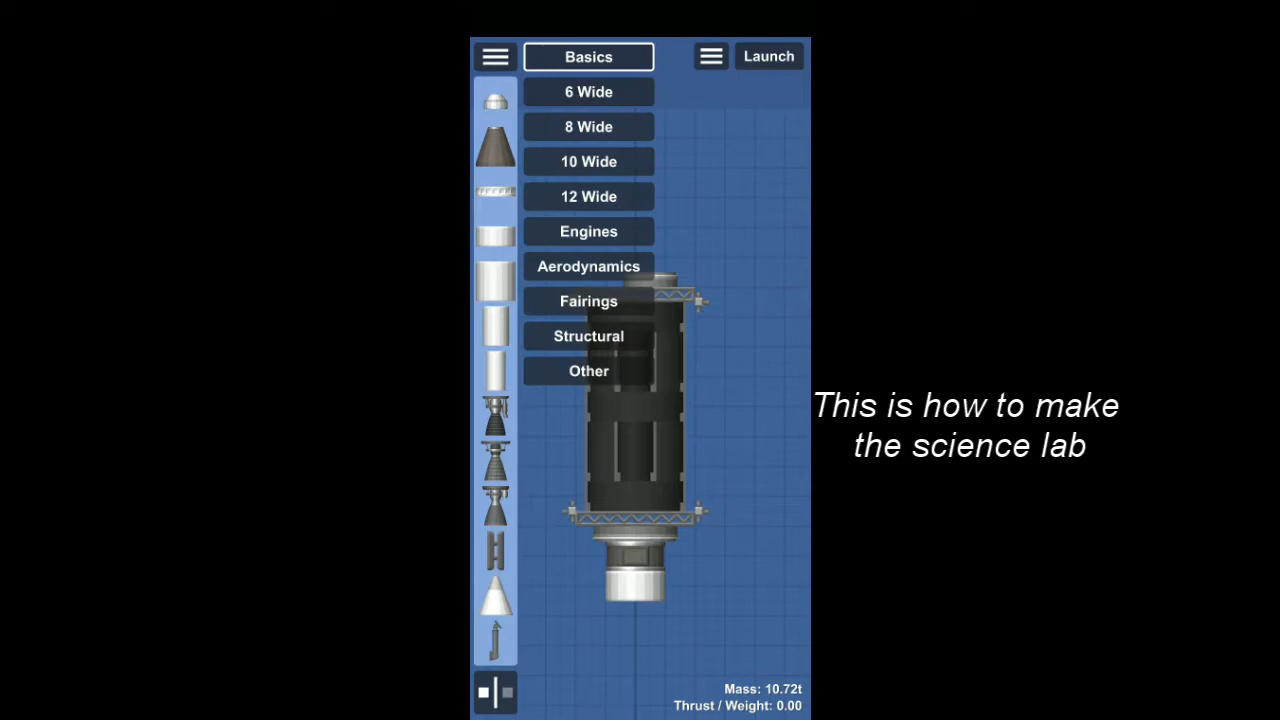 Basics
Launch
6 Wide
8 Wide
10 Wide
12 Wide
Engines
Aerodynamics
Fairings
Structural
Other
This is how to make
the science lab
Mass: 10.72t
Thrust / Weight: 0.00